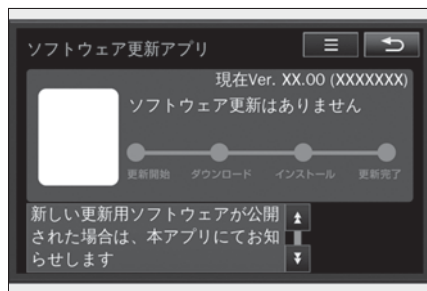 ソフトウェア更新アプリ
現在Ver. XX.00 (XXXXXXX)
ソフトウェア更新はありません
更新開始 ダウンロード インストール 更新完了
新しい更新用ソフトウェアが公開
された場合は、本アプリにてお知
らせします